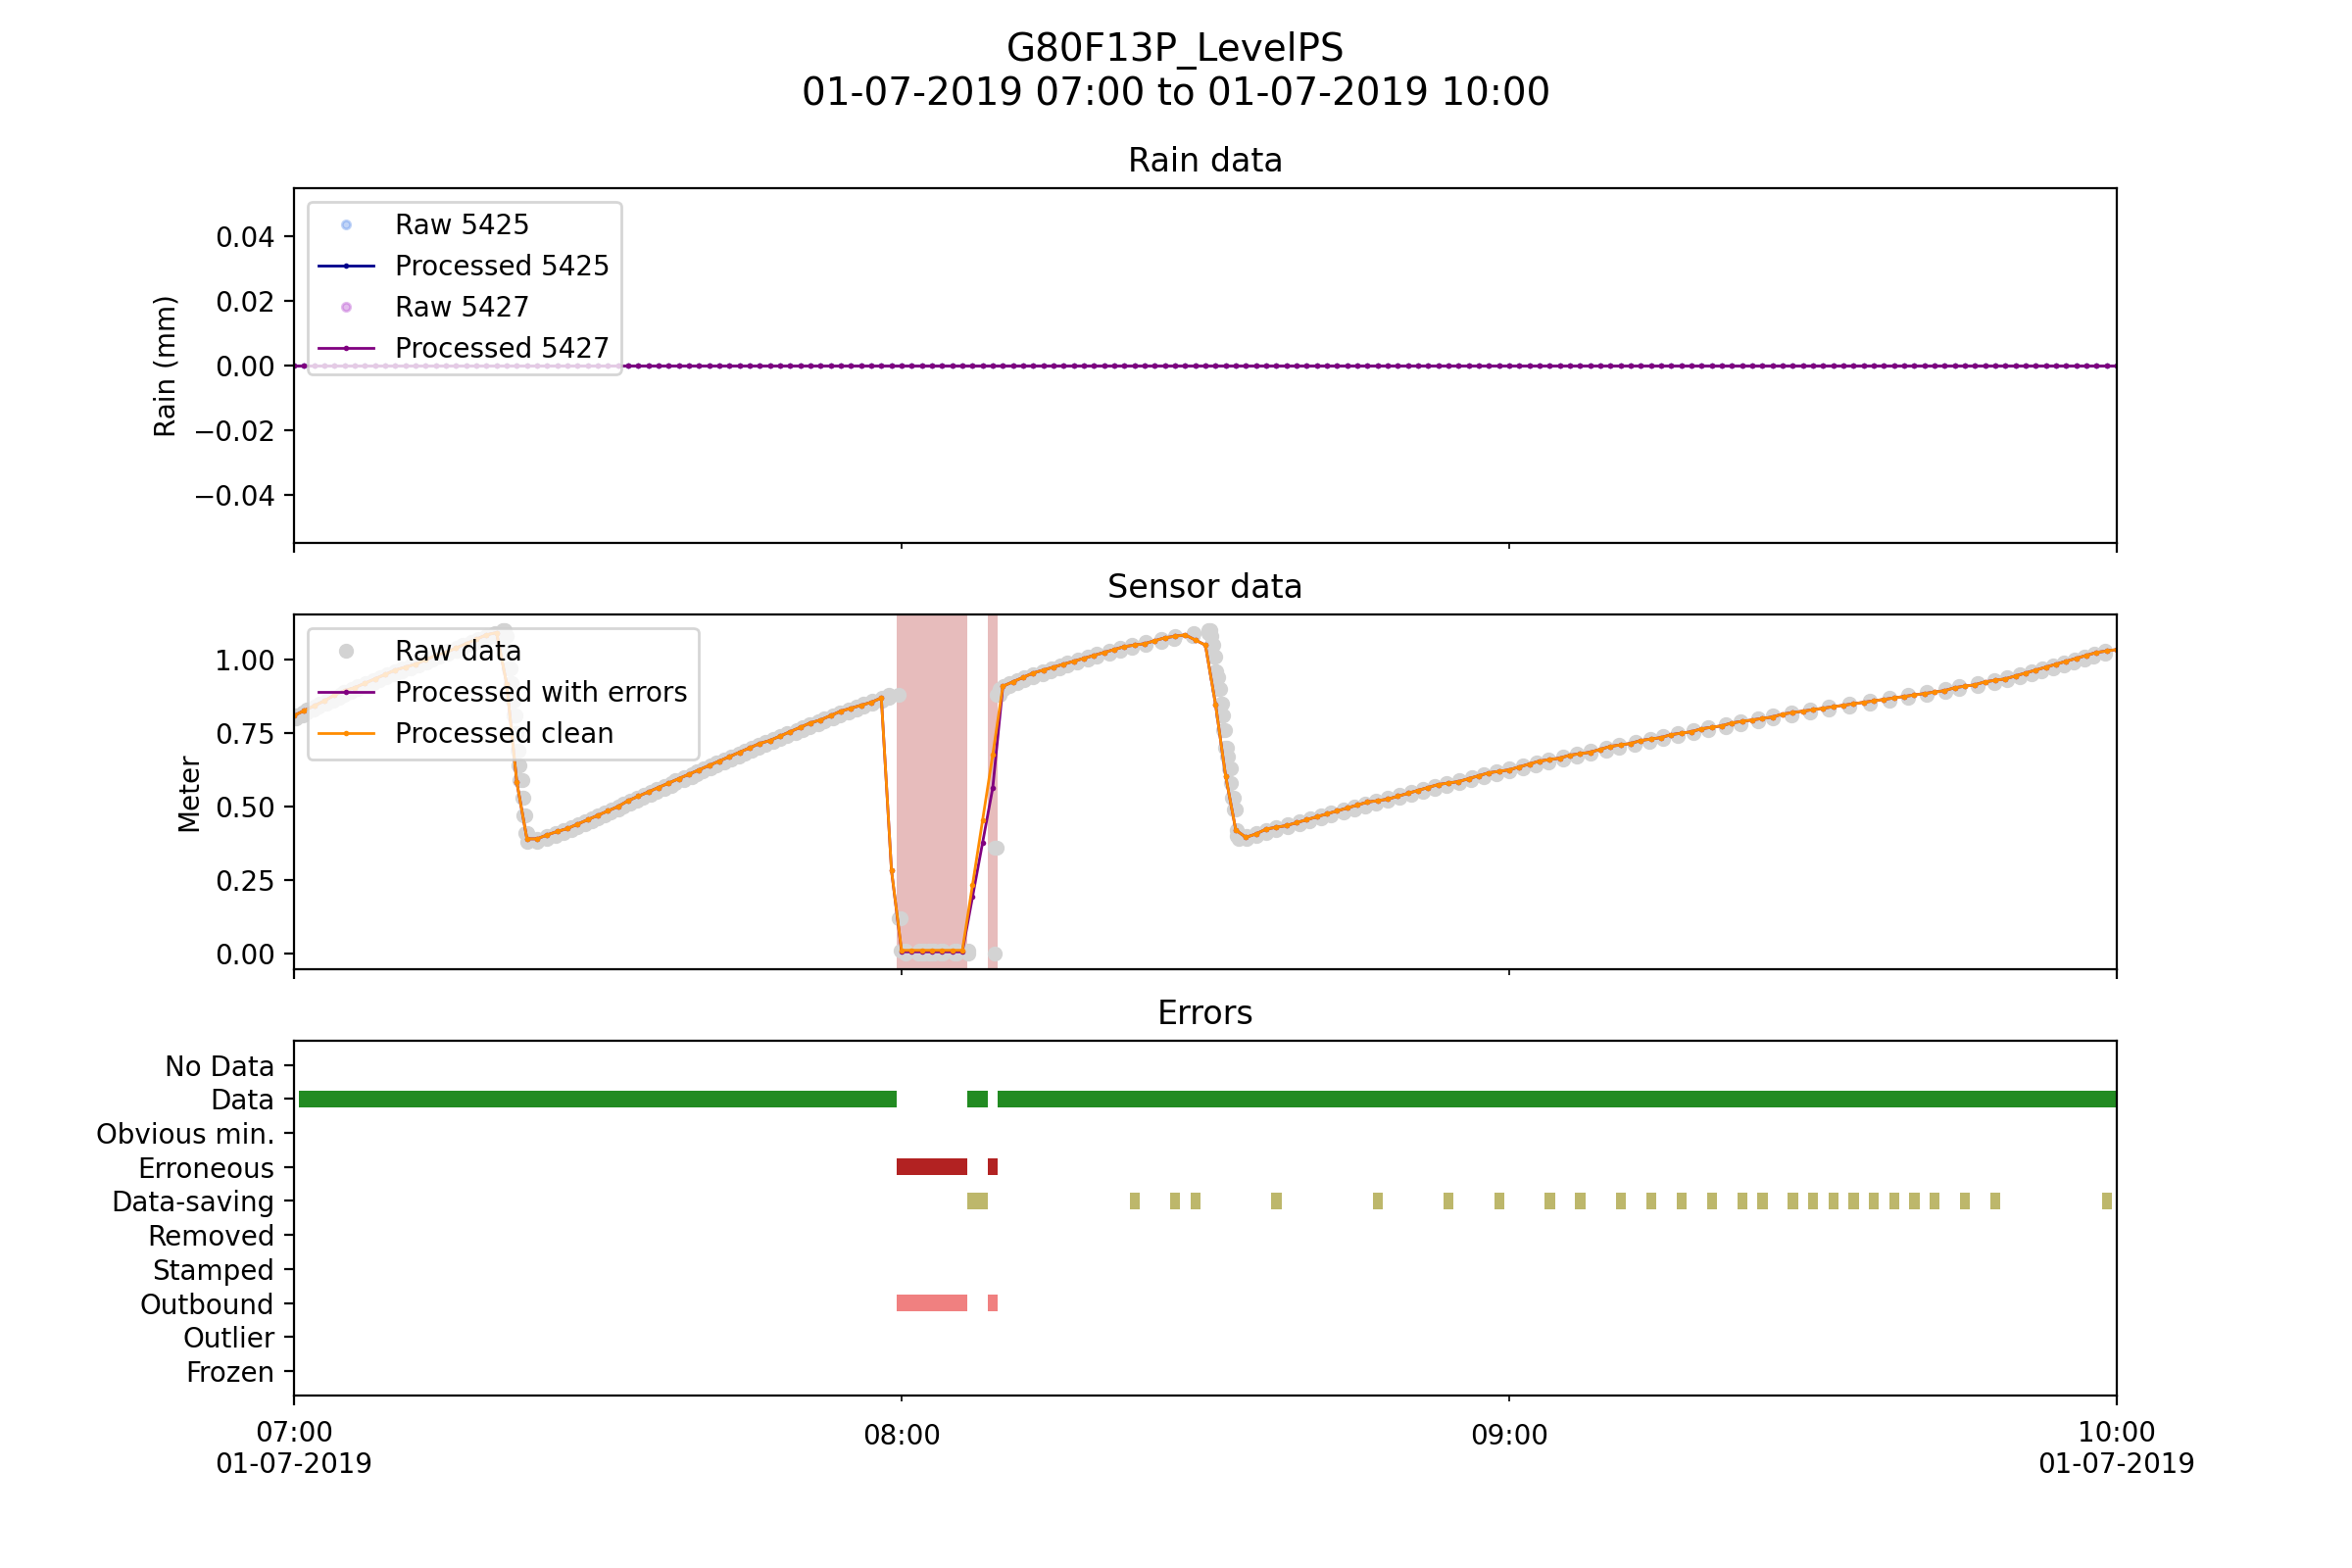 G80F13P_LevelPS
01-07-2019 07:00 to 01-07-2019 10:00
Rain data
Rain (mm)
0.04
0.02
0.00
−0.02
−0.04
Raw 5425
Processed 5425
Raw 5427
Processed 5427
Sensor data
Meter
1.00
0.75
0.50
0.25
0.00
Raw data
Processed with errors
Processed clean
Errors
No Data
Data
Obvious min.
Erroneous
Data-saving
Removed
Stamped
Outbound
Outlier
Frozen
07:00
01-07-2019
08:00
09:00
10:00
01-07-2019